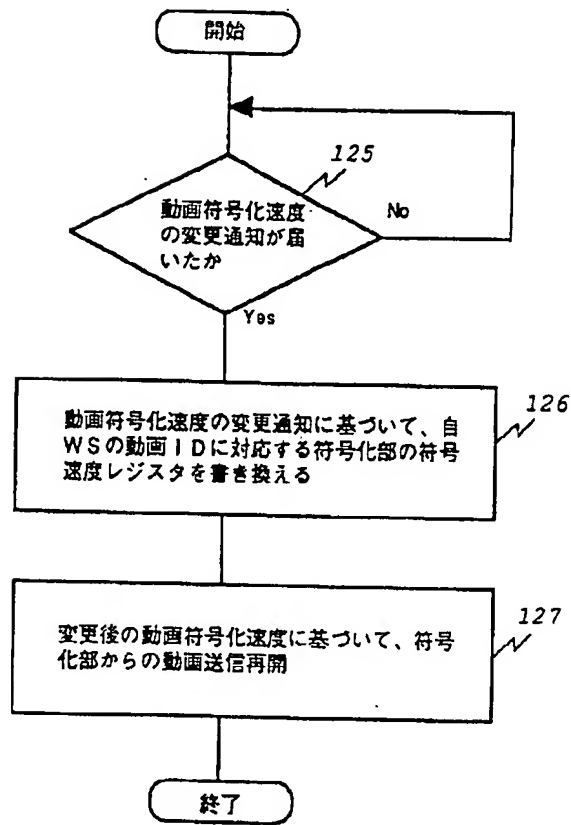 開始
125
動画符号化速度
の変更通知が届
いたか
No
Yes
動画符号化速度の変更通知に基づいて、自
WSの動画IDに対応する符号化部の符号
速度レジスタを書き換える
126
変更後の動画符号化速度に基づいて、符号
化部からの動画送信再開
127
終了